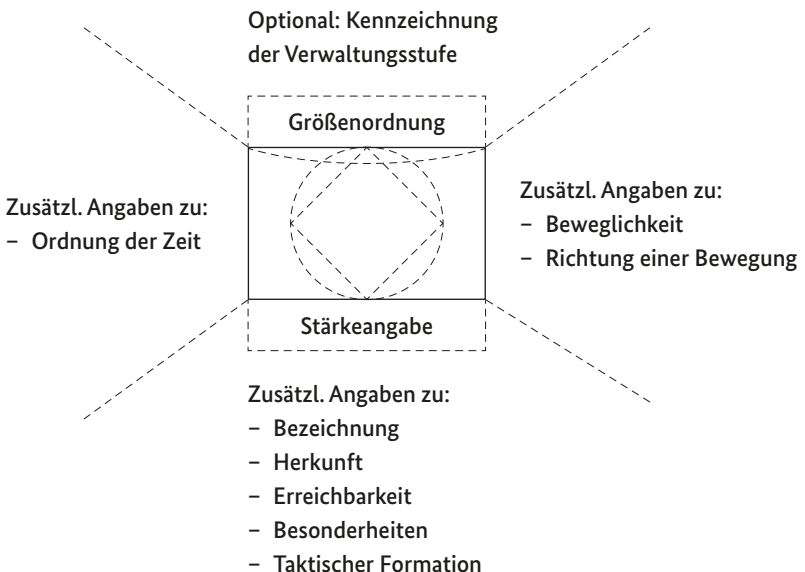 Optional: Kennzeichnung
der Verwaltungsstufe
Größenordnung
Zusätzl. Angaben zu:
– Ordnung der Zeit
Zusätzl. Angaben zu:
– Beweglichkeit
– Richtung einer Bewegung
Stärkeangabe
Zusätzl. Angaben zu:
– Bezeichnung
– Herkunft
– Erreichbarkeit
– Besonderheiten
– Taktischer Formation